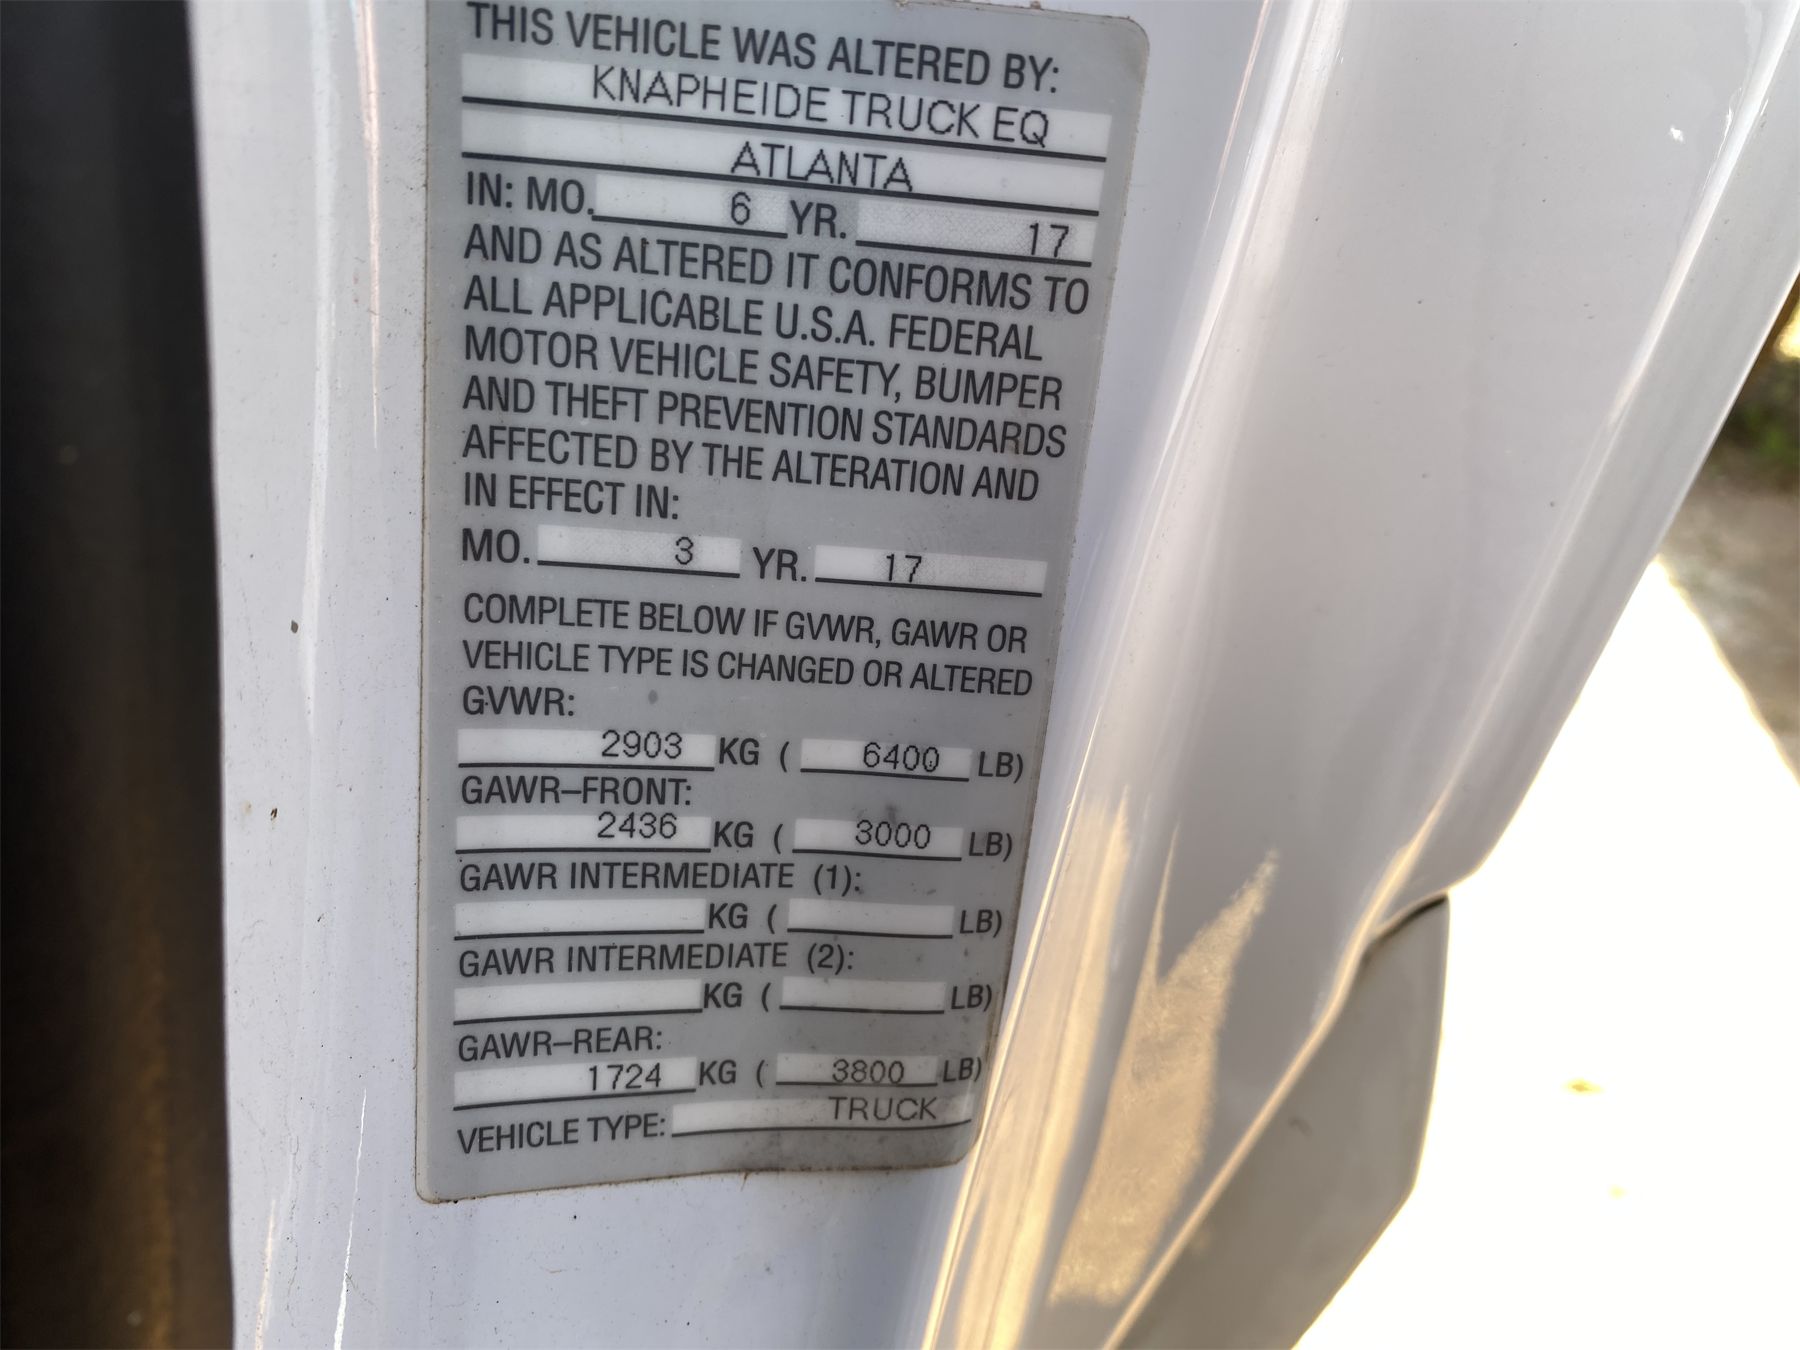 THIS VEHICLE WAS ALTERED BY:
KNAPHEIDE TRUCK EQ
ATLANTA
IN: MO. 6 YR. 17
AND AS ALTERED IT CONFORMS TO
ALL APPLICABLE U.S.A. FEDERAL
MOTOR VEHICLE SAFETY, BUMPER
AND THEFT PREVENTION STANDARDS
AFFECTED BY THE ALTERATION AND
IN EFFECT IN:
MO. 3 YR. 17
COMPLETE BELOW IF GVWR, GAWR OR
VEHICLE TYPE IS CHANGED OR ALTERED
GVWR:
2903 KG ( 6400 LB)
GAWR–FRONT:
2436 KG ( 3000 LB)
GAWR INTERMEDIATE (1):
KG ( LB)
GAWR INTERMEDIATE (2):
KG ( LB)
GAWR–REAR:
1724 KG ( 3800 LB)
VEHICLE TYPE: TRUCK